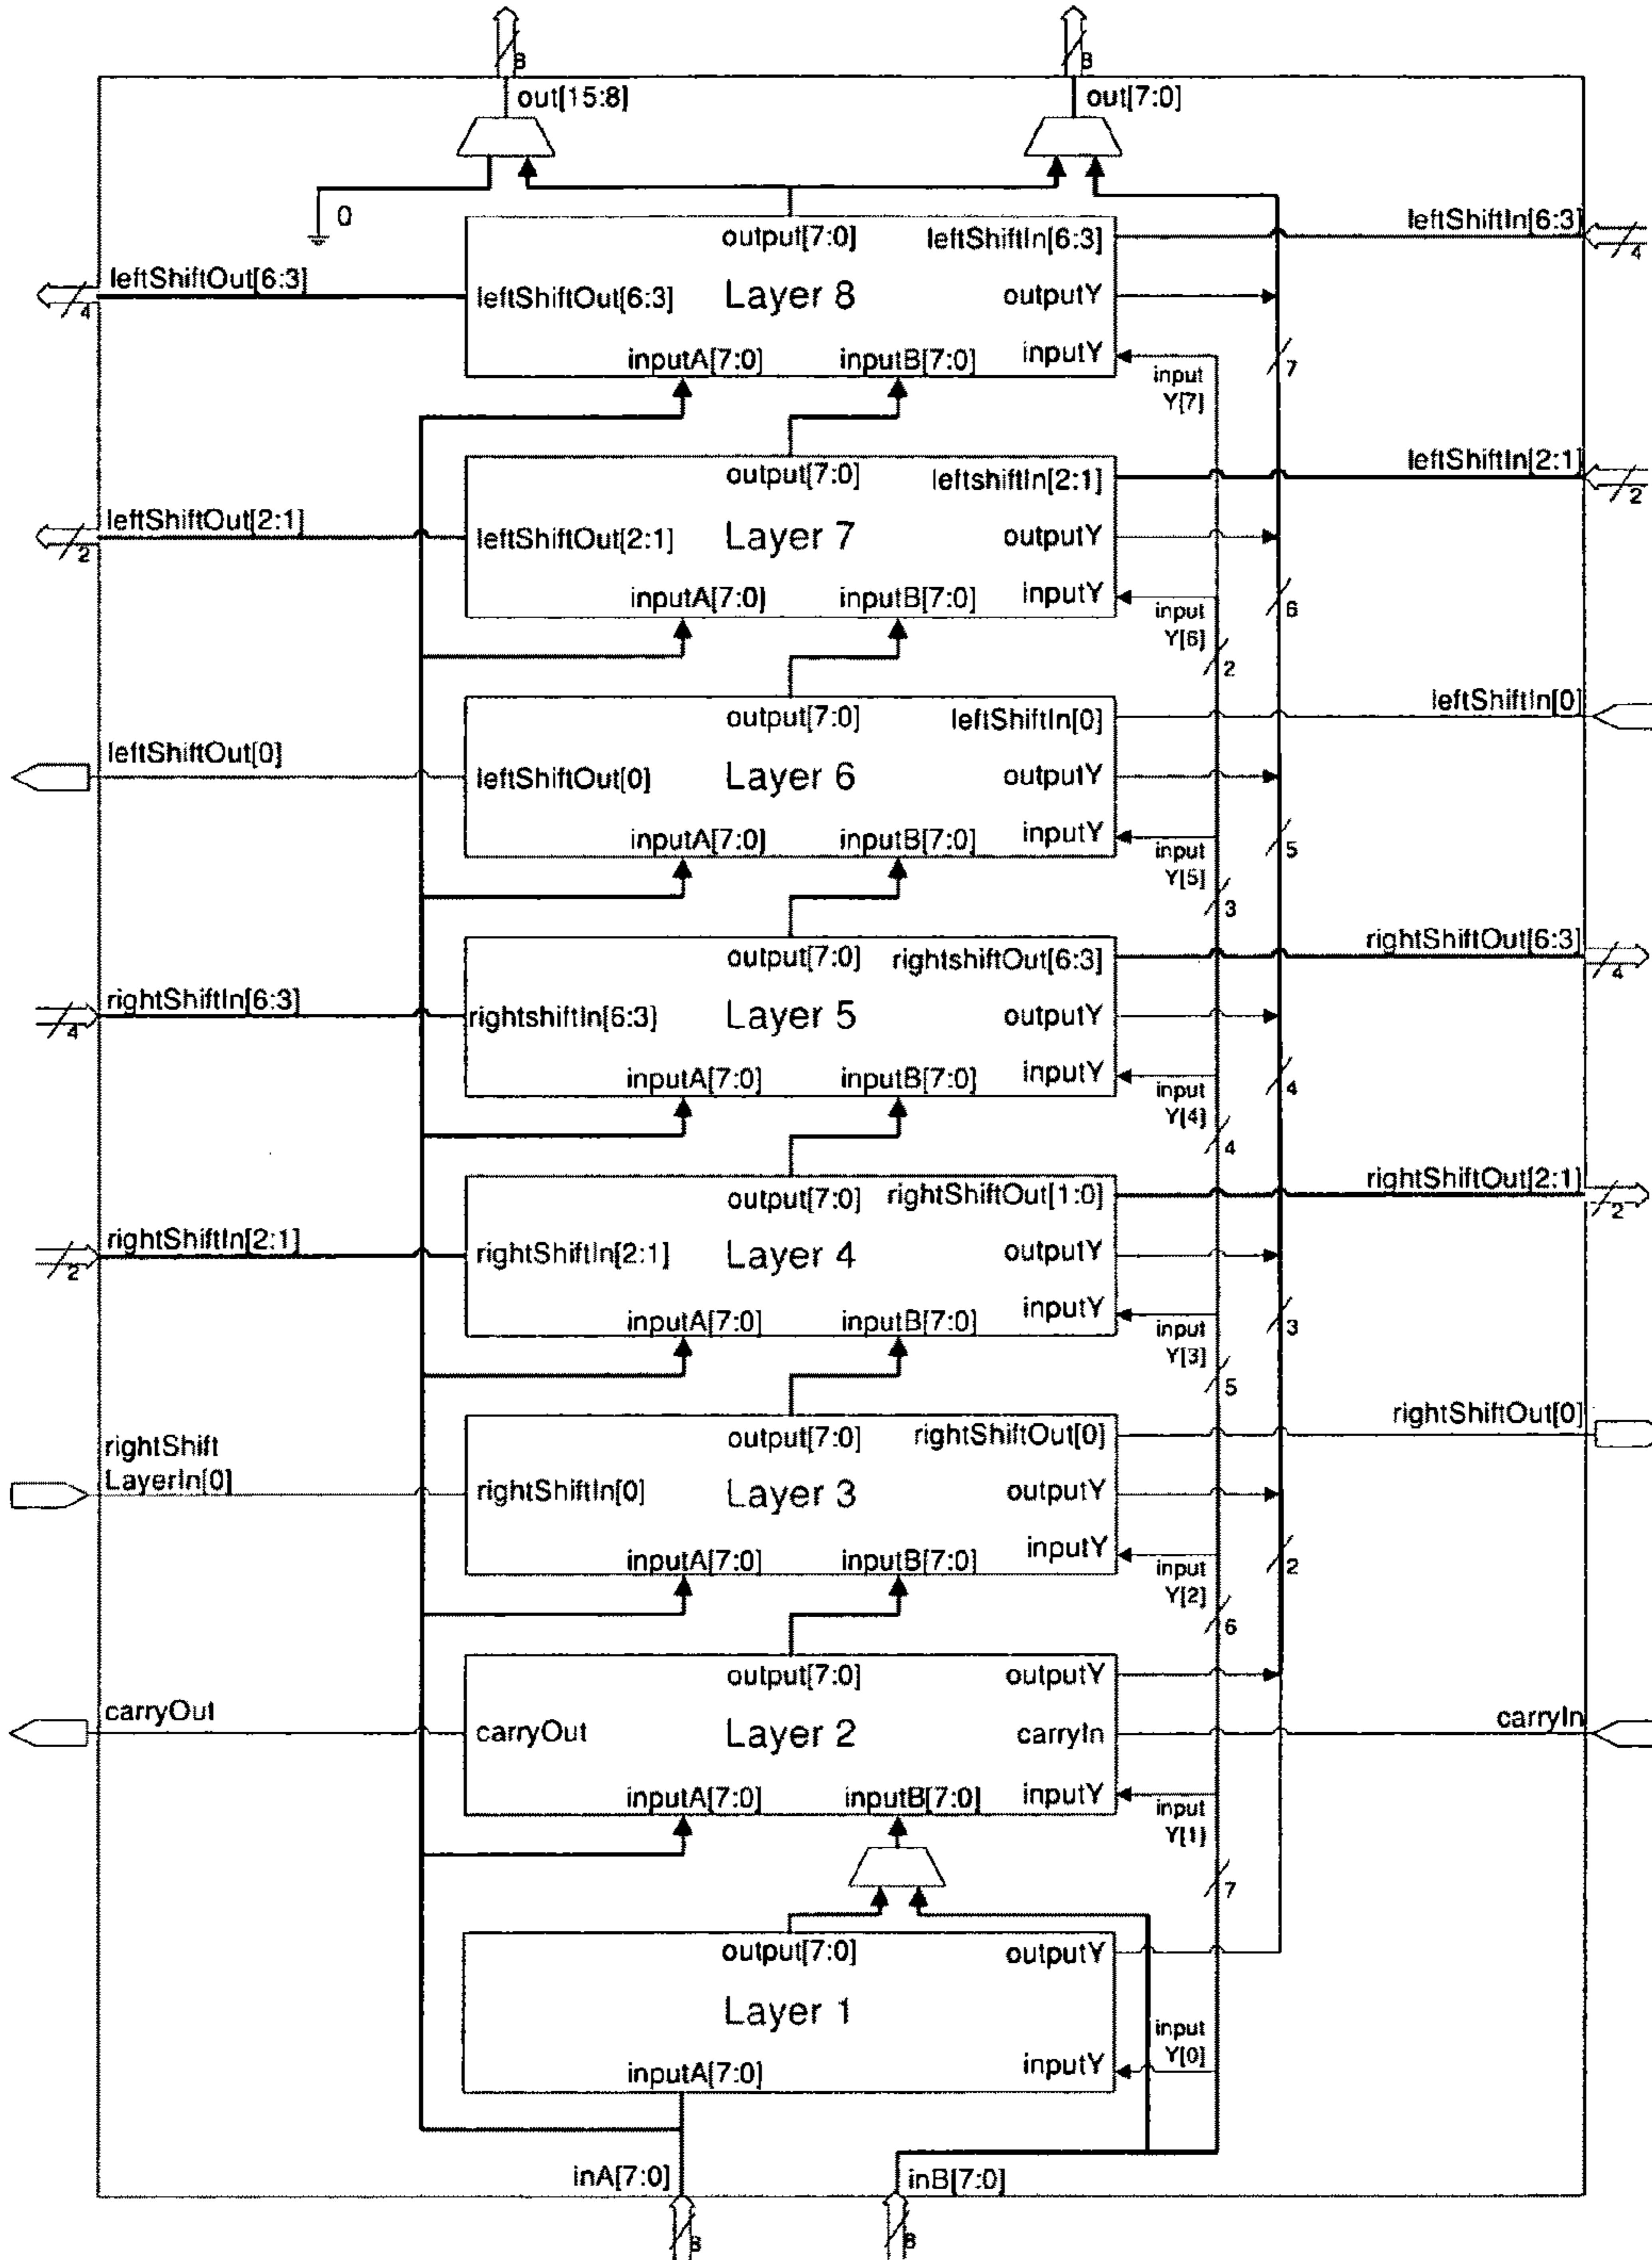 8 8
out[15:8] out[7:0]
0
output[7:0] leftShiftIn[6:3] leftShiftIn[6:3]
4
leftShiftOut[6:3]
4
leftShiftOut[6:3] Layer 8 outputY
inputA[7:0] inputB[7:0] inputY
input
Y[7]
7
output[7:0] leftshiftIn[2:1] leftShiftIn[2:1]
2
leftShiftOut[2:1]
2
leftShiftOut[2:1] Layer 7 outputY
inputA[7:0] inputB[7:0] inputY
input
Y[6]
6
2
output[7:0] leftShiftIn[0] leftShiftIn[0]
leftShiftOut[0]
leftShiftOut[0] Layer 6 outputY
inputA[7:0] inputB[7:0] inputY
input
Y[5]
5
3
output[7:0] rightshiftOut[6:3] rightShiftOut[6:3]
4
rightShiftIn[6:3]
4
rightshiftIn[6:3] Layer 5 outputY
inputA[7:0] inputB[7:0] inputY
input
Y[4]
4
4
output[7:0] rightShiftOut[1:0] rightShiftOut[2:1]
2
rightShiftIn[2:1]
2
rightShiftIn[2:1] Layer 4 outputY
inputA[7:0] inputB[7:0] inputY
input
Y[3]
3
5
output[7:0] rightShiftOut[0] rightShiftOut[0]
rightShift
LayerIn[0]
rightShiftIn[0] Layer 3 outputY
inputA[7:0] inputB[7:0] inputY
input
Y[2]
2
6
output[7:0] outputY
carryOut
carryOut Layer 2 carryIn carryIn
inputA[7:0] inputB[7:0] inputY
input
Y[1]
7
output[7:0] outputY
Layer 1
inputA[7:0] inputY
input
Y[0]
inA[7:0] inB[7:0]
8 8